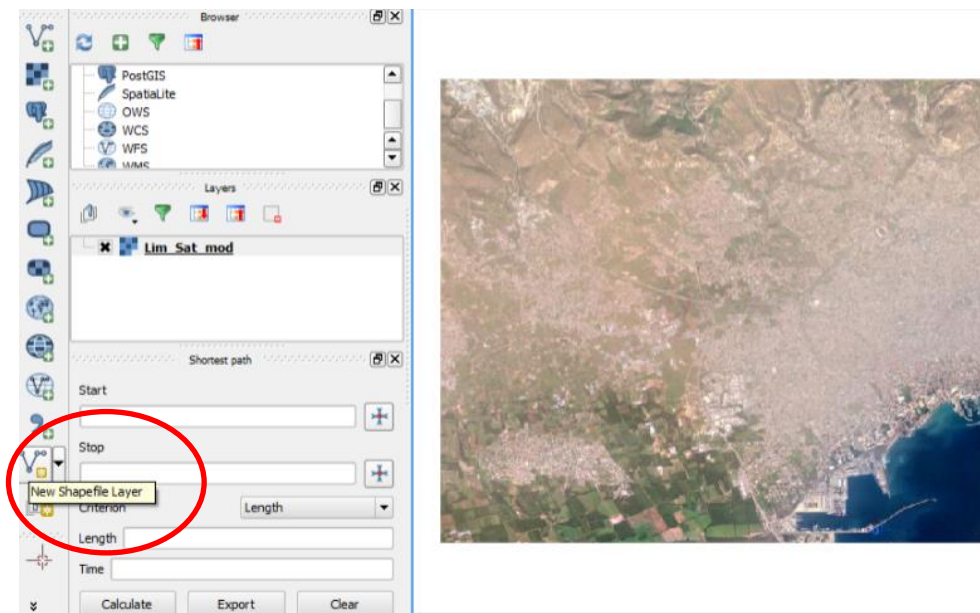 Browser
PostGIS
SpatiaLite
OWS
WCS
WFS
WMS
Layers
Lim_Sat_mod
Shortest path
Start
Stop
New Shapefile Layer
Criterion
Length
Length
Time
Calculate
Export
Clear